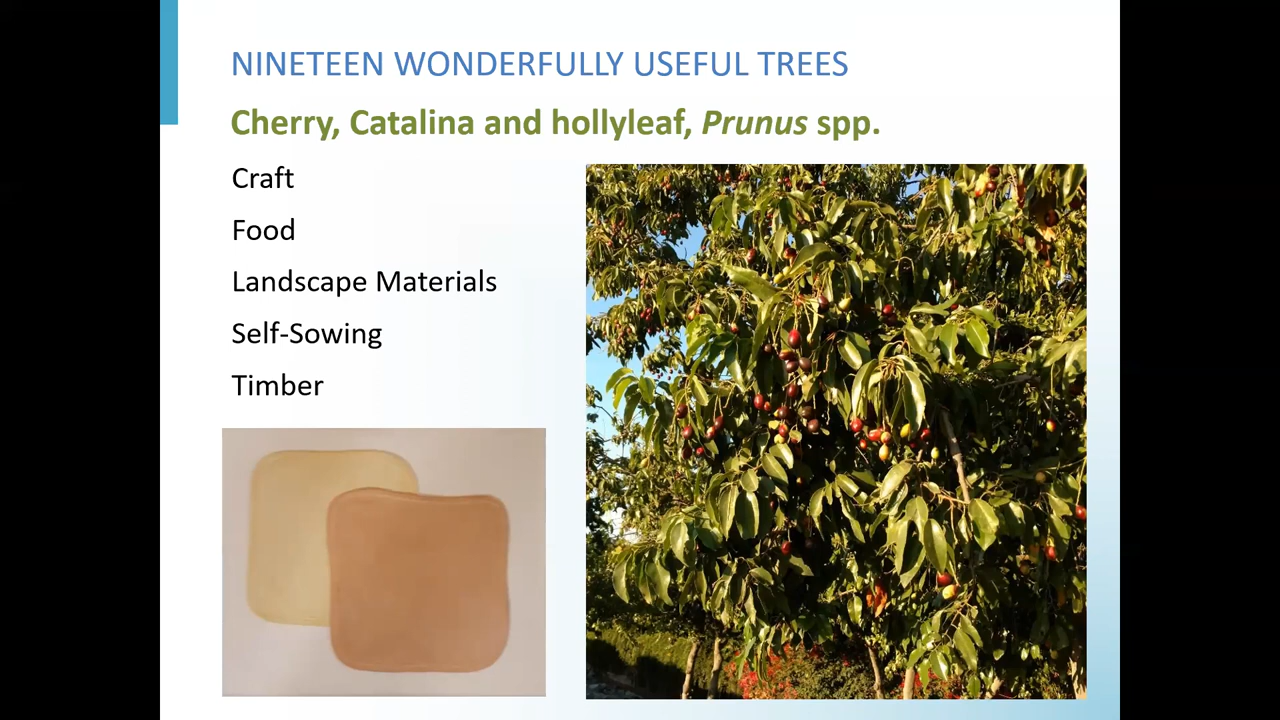 NINETEEN WONDERFULLY USEFUL TREES
Cherry, Catalina and hollyleaf, Prunus spp.
Craft
Food
Landscape Materials
Self-Sowing
Timber